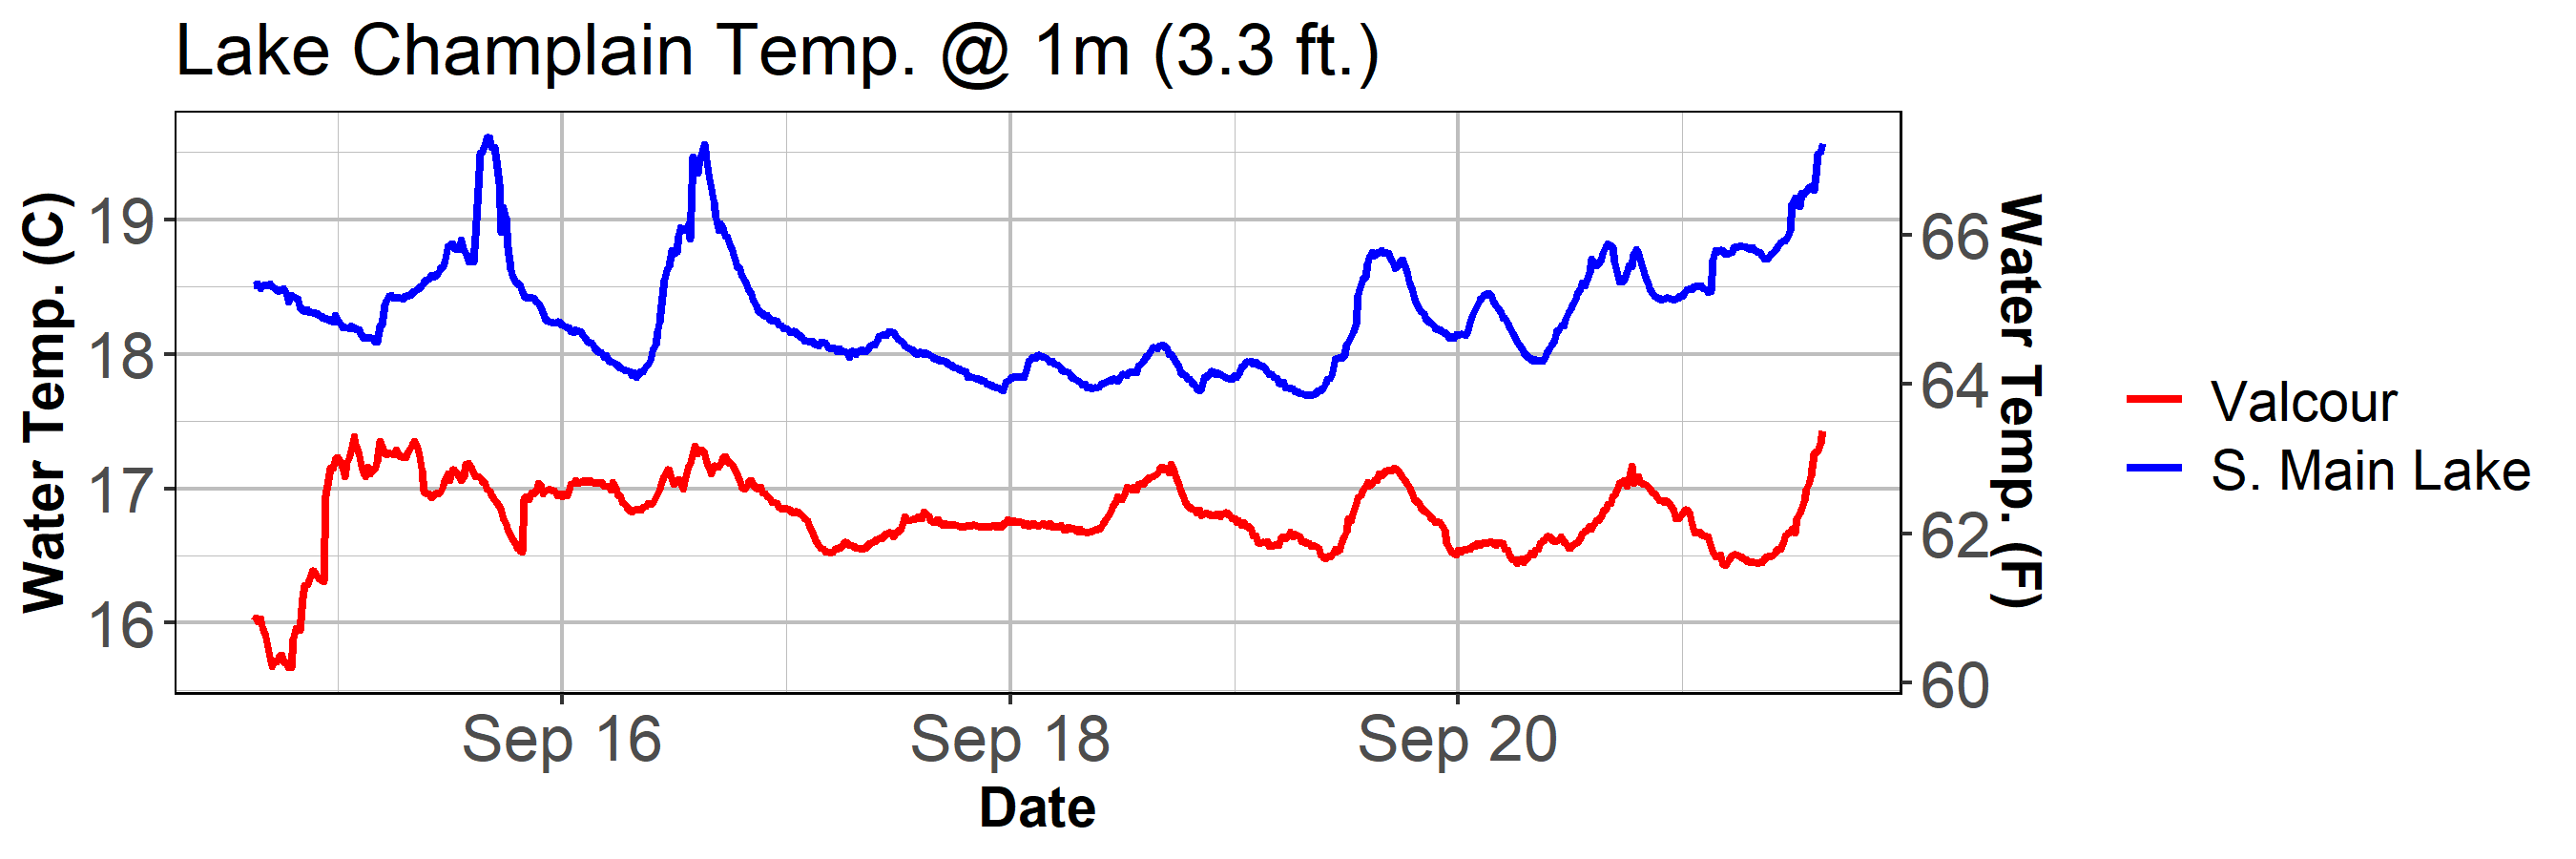 Lake Champlain Temp. @ 1m (3.3 ft.)
Water Temp. (C)
19
18
17
16
66
64
62
60
Water Temp. (F)
Sep 16
Sep 18
Sep 20
Date
Valcour
S. Main Lake